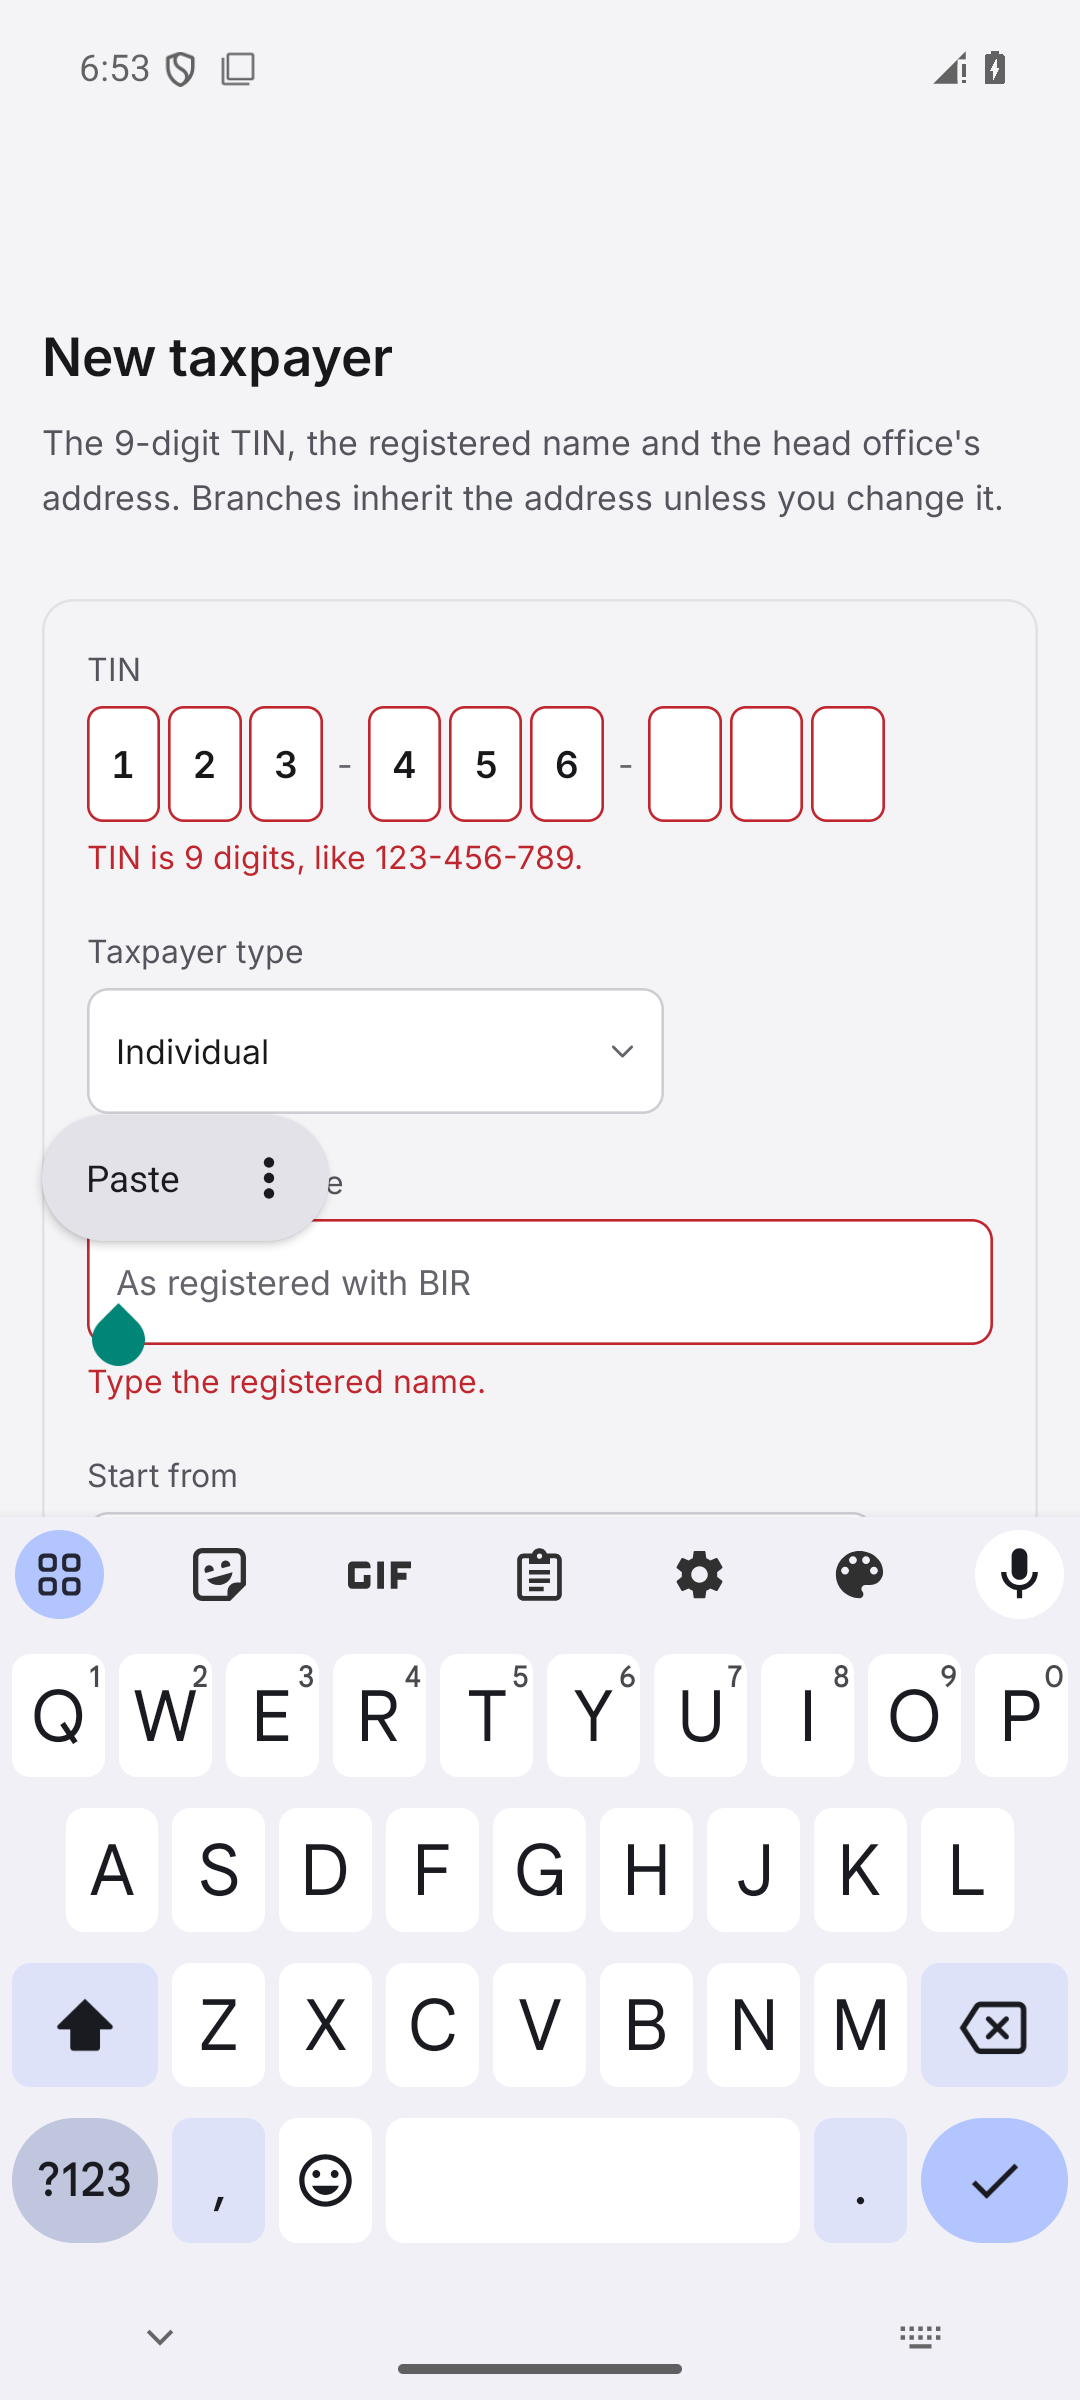 6:53
New taxpayer
The 9-digit TIN, the registered name and the head office's
address. Branches inherit the address unless you change it.
TIN
1 2 3 - 4 5 6 -
TIN is 9 digits, like 123-456-789.
Taxpayer type
Individual
Paste
e
As registered with BIR
Type the registered name.
Start from
GIF
Q1 W2 E3 R4 T5 Y6 U7 I8 O9 P0
A S D F G H J K L
Z X C V B N M
?123 , .